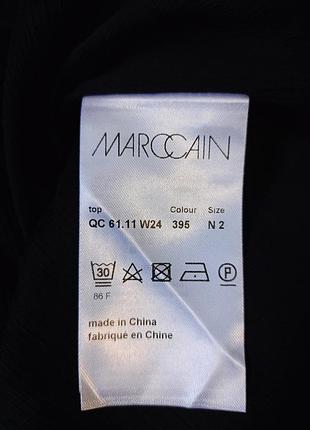 MARCCAIN
top Colour Size
QC 61.11 W24 395 N 2
30 P
86 F
made in China
fabriqué en Chine